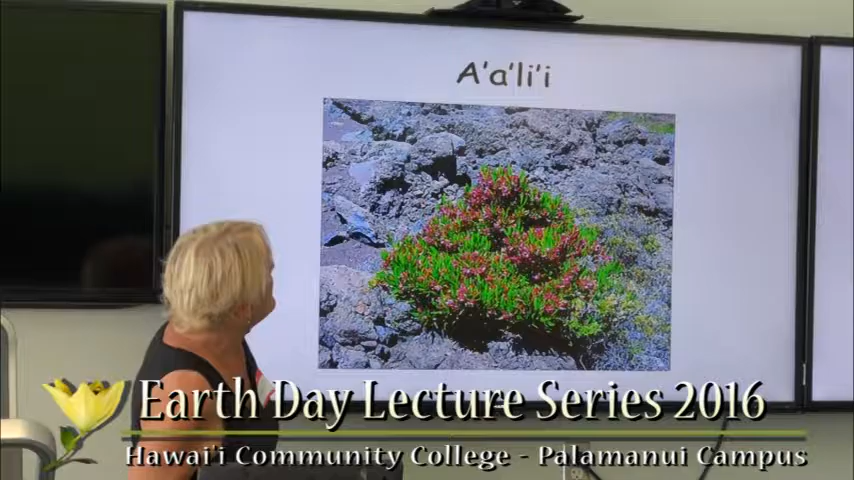 A'a'li'i
Earth Day Lecture Series 2016
Hawai'i Community College - Palamanui Campus